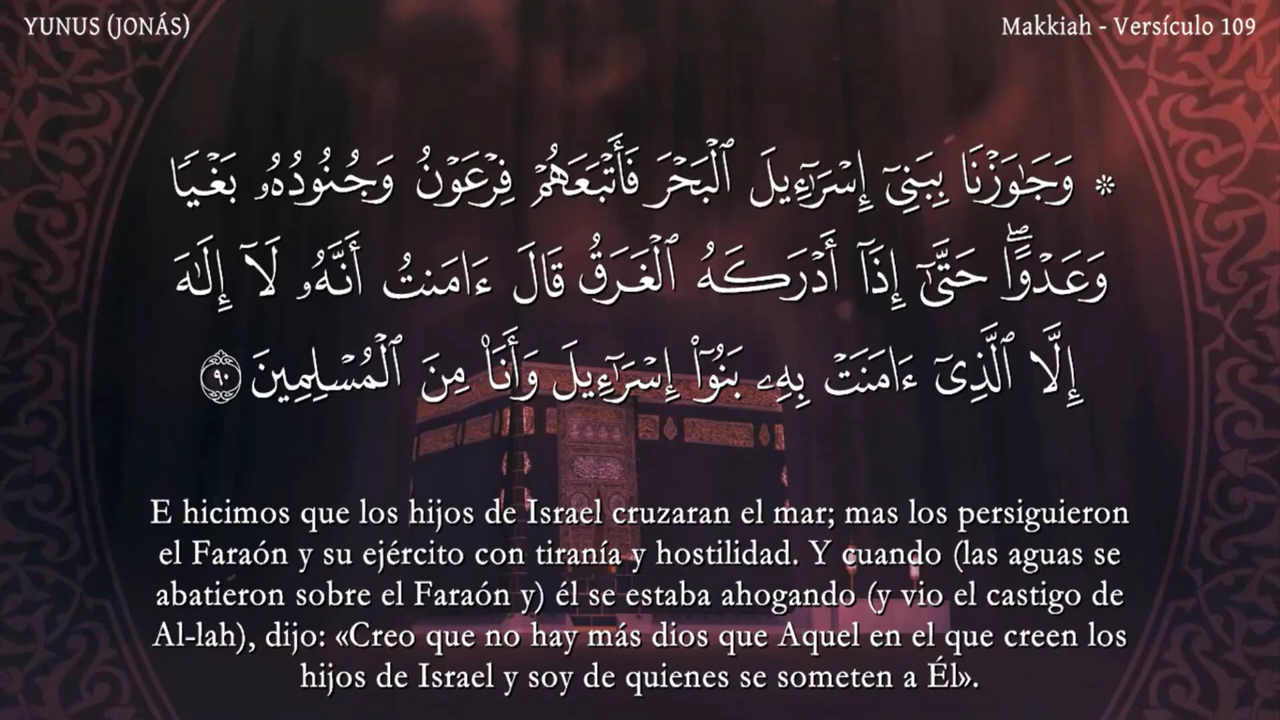 YUNUS (JONÁS)
Makkiah - Versículo 109
۞ وَجَٰوَزْنَا بِبَنِىٓ إِسْرَٰٓءِيلَ ٱلْبَحْرَ فَأَتْبَعَهُمْ فِرْعَوْنُ وَجُنُودُهُۥ بَغْيًا
وَعَدْوًا ۖ حَتَّىٰٓ إِذَآ أَدْرَكَهُ ٱلْغَرَقُ قَالَ ءَامَنتُ أَنَّهُۥ لَآ إِلَٰهَ
إِلَّا ٱلَّذِىٓ ءَامَنَتْ بِهِۦ بَنُوٓا۟ إِسْرَٰٓءِيلَ وَأَنَا۠ مِنَ ٱلْمُسْلِمِينَ ٩٠
E hicimos que los hijos de Israel cruzaran el mar; mas los persiguieron
el Faraón y su ejército con tiranía y hostilidad. Y cuando (las aguas se
abatieron sobre el Faraón y) él se estaba ahogando (y vio el castigo de
Al-lah), dijo: «Creo que no hay más dios que Aquel en el que creen los
hijos de Israel y soy de quienes se someten a Él».